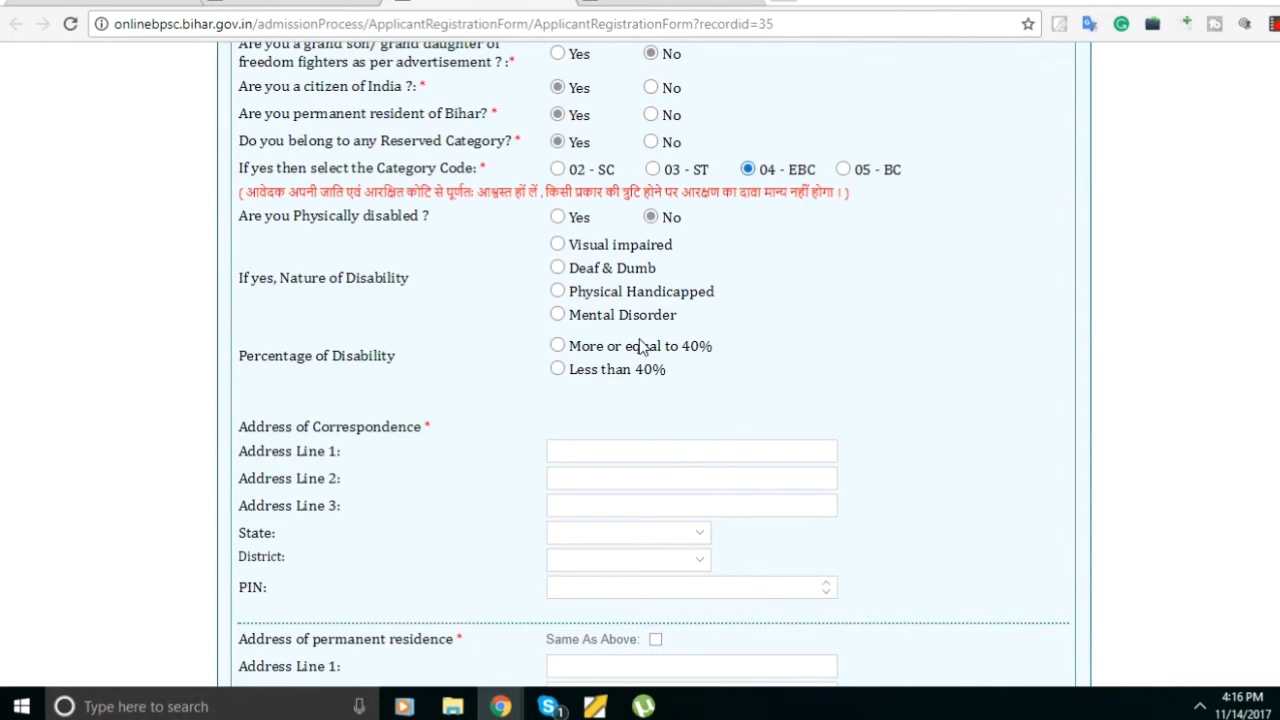 onlinebpsc.bihar.gov.in/admissionProcess/ApplicantRegistrationForm/ApplicantRegistrationForm?recordid=35
Are you a grand son/ grand daughter of
freedom fighters as per advertisement ? :* Yes No
Are you a citizen of India ?: * Yes No
Are you permanent resident of Bihar? * Yes No
Do you belong to any Reserved Category? * Yes No
If yes then select the Category Code: * 02 - SC 03 - ST 04 - EBC 05 - BC
( आवेदक अपनी जाति एवं आरक्षित कोटि से पूर्णतः आश्वस्त हों लें , किसी प्रकार की त्रुटि होने पर आरक्षण का दावा मान्य नहीं होगा । )
Are you Physically disabled ? Yes No
Visual impaired
Deaf & Dumb
If yes, Nature of Disability
Physical Handicapped
Mental Disorder
More or equal to 40%
Percentage of Disability
Less than 40%
Address of Correspondence *
Address Line 1:
Address Line 2:
Address Line 3:
State:
District:
PIN:
Address of permanent residence * Same As Above:
Address Line 1:
Type here to search
1
4:16 PM
11/14/2017